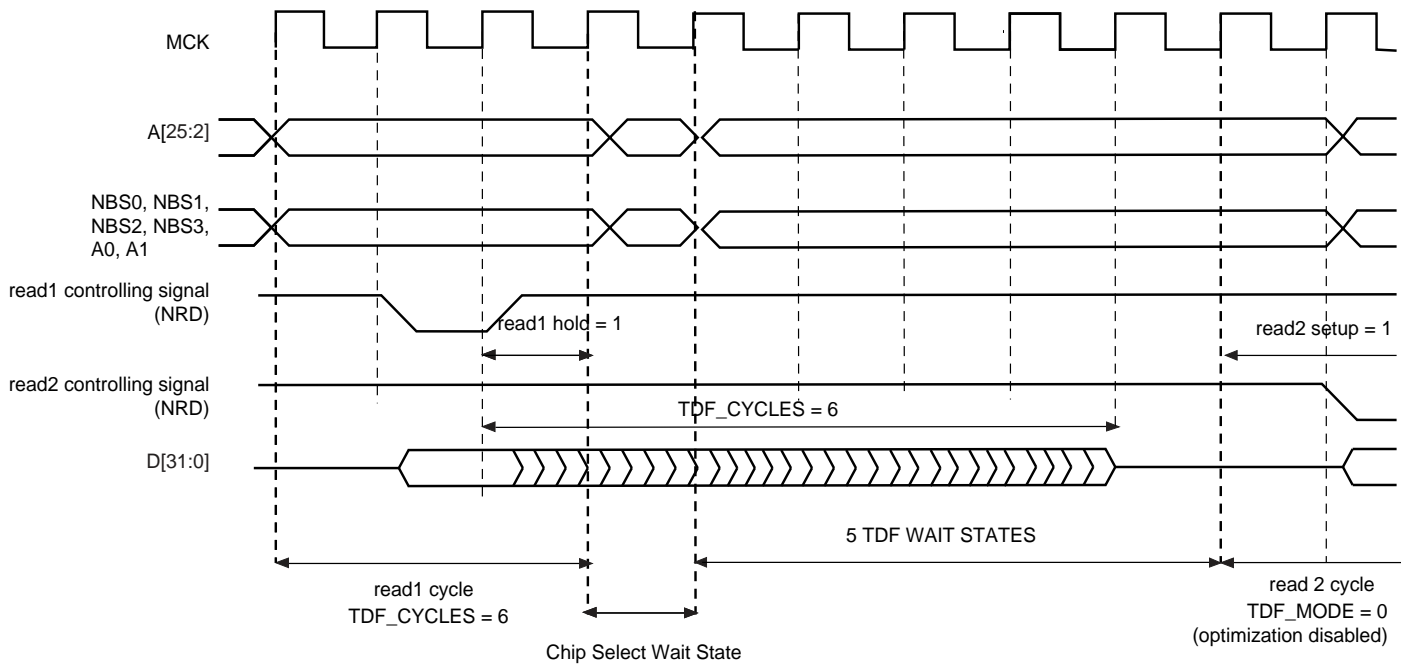 MCK
A[25:2]
NBS0, NBS1,
NBS2, NBS3,
A0, A1
read1 controlling signal
(NRD)
read1 hold = 1
read2 setup = 1
read2 controlling signal
(NRD)
TDF_CYCLES = 6
D[31:0]
5 TDF WAIT STATES
read1 cycle
TDF_CYCLES = 6
read 2 cycle
TDF_MODE = 0
(optimization disabled)
Chip Select Wait State